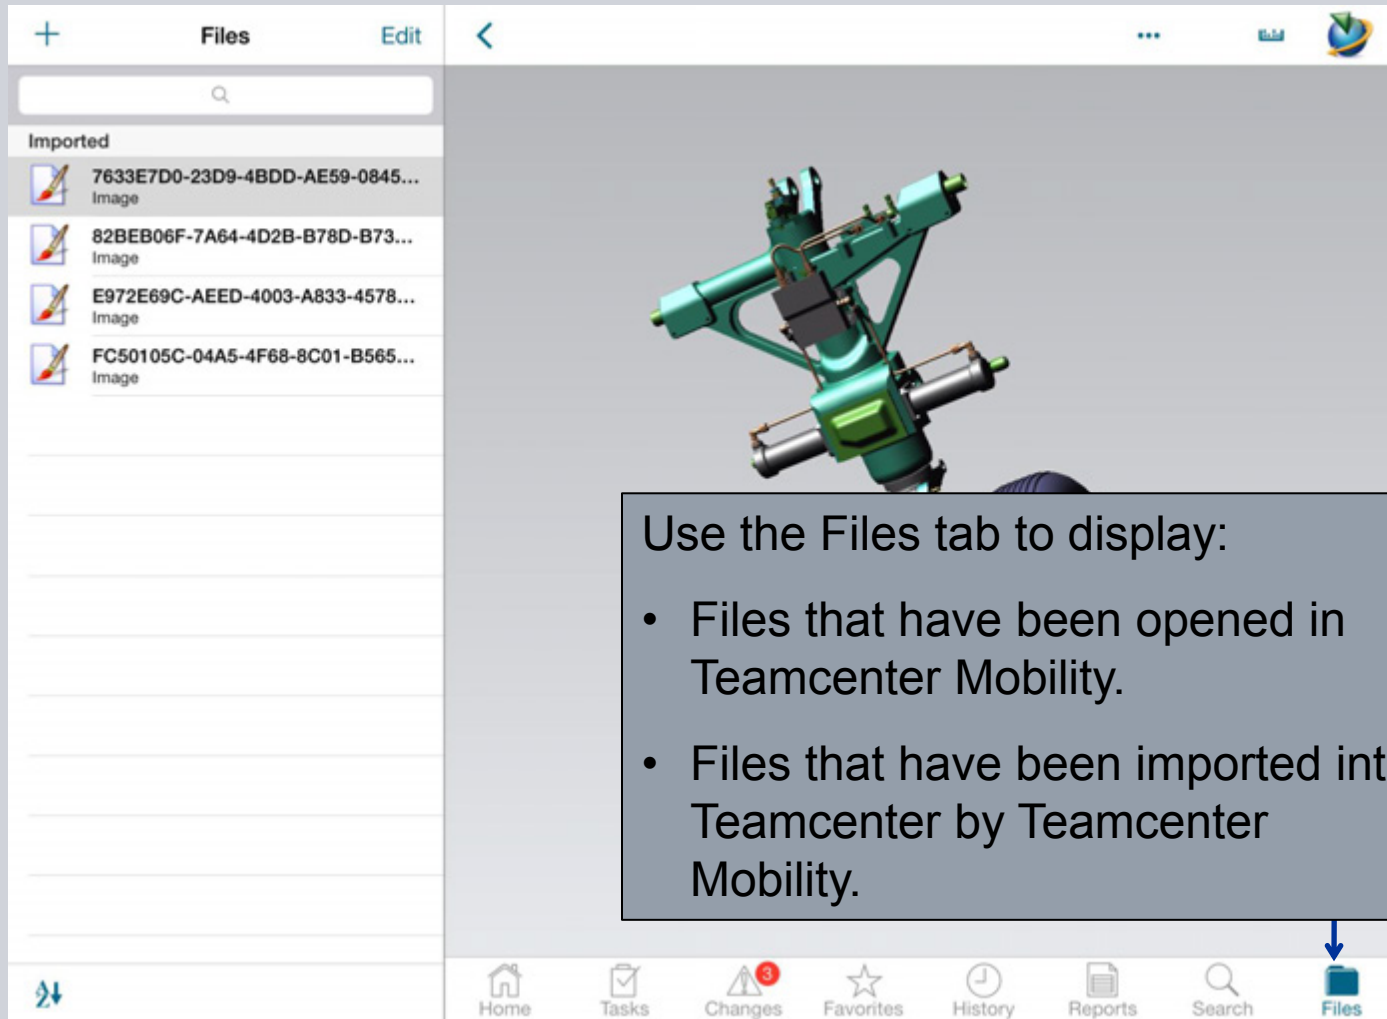 Files
Edit
Imported
7633E7D0-23D9-4BDD-AE59-0845...
Image
82BEB06F-7A64-4D2B-B78D-B73...
Image
E972E69C-AEED-4003-A833-4578...
Image
FC50105C-04A5-4F68-8C01-B565...
Image
Use the Files tab to display:
• Files that have been opened in
Teamcenter Mobility.
• Files that have been imported int
Teamcenter by Teamcenter
Mobility.
3
Home
Tasks
Changes
Favorites
History
Reports
Search
Files